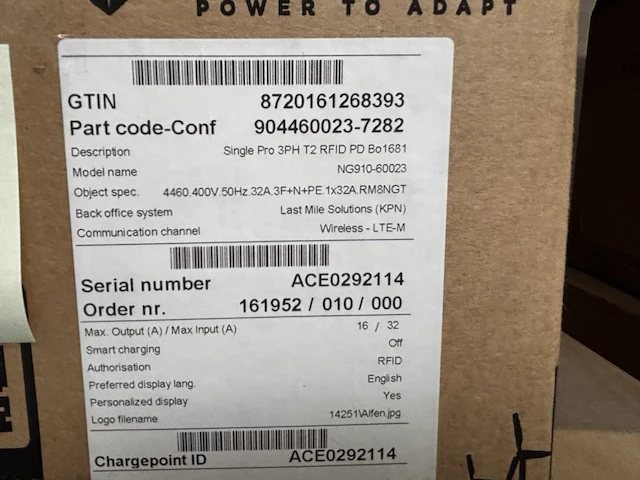 POWER TO ADAPT
GTIN 8720161268393
Part code-Conf 904460023-7282
Description Single Pro 3PH T2 RFID PD Bo1681
Model name NG910-60023
Object spec. 4460.400V.50Hz.32A.3F+N+PE.1x32A.RM8NGT
Back office system Last Mile Solutions (KPN)
Communication channel Wireless - LTE-M
Serial number ACE0292114
Order nr. 161952 / 010 / 000
Max. Output (A) / Max Input (A) 16 / 32
Smart charging Off
Authorisation RFID
Preferred display lang. English
Personalized display Yes
Logo filename 14251\Alfen.jpg
Chargepoint ID ACE0292114